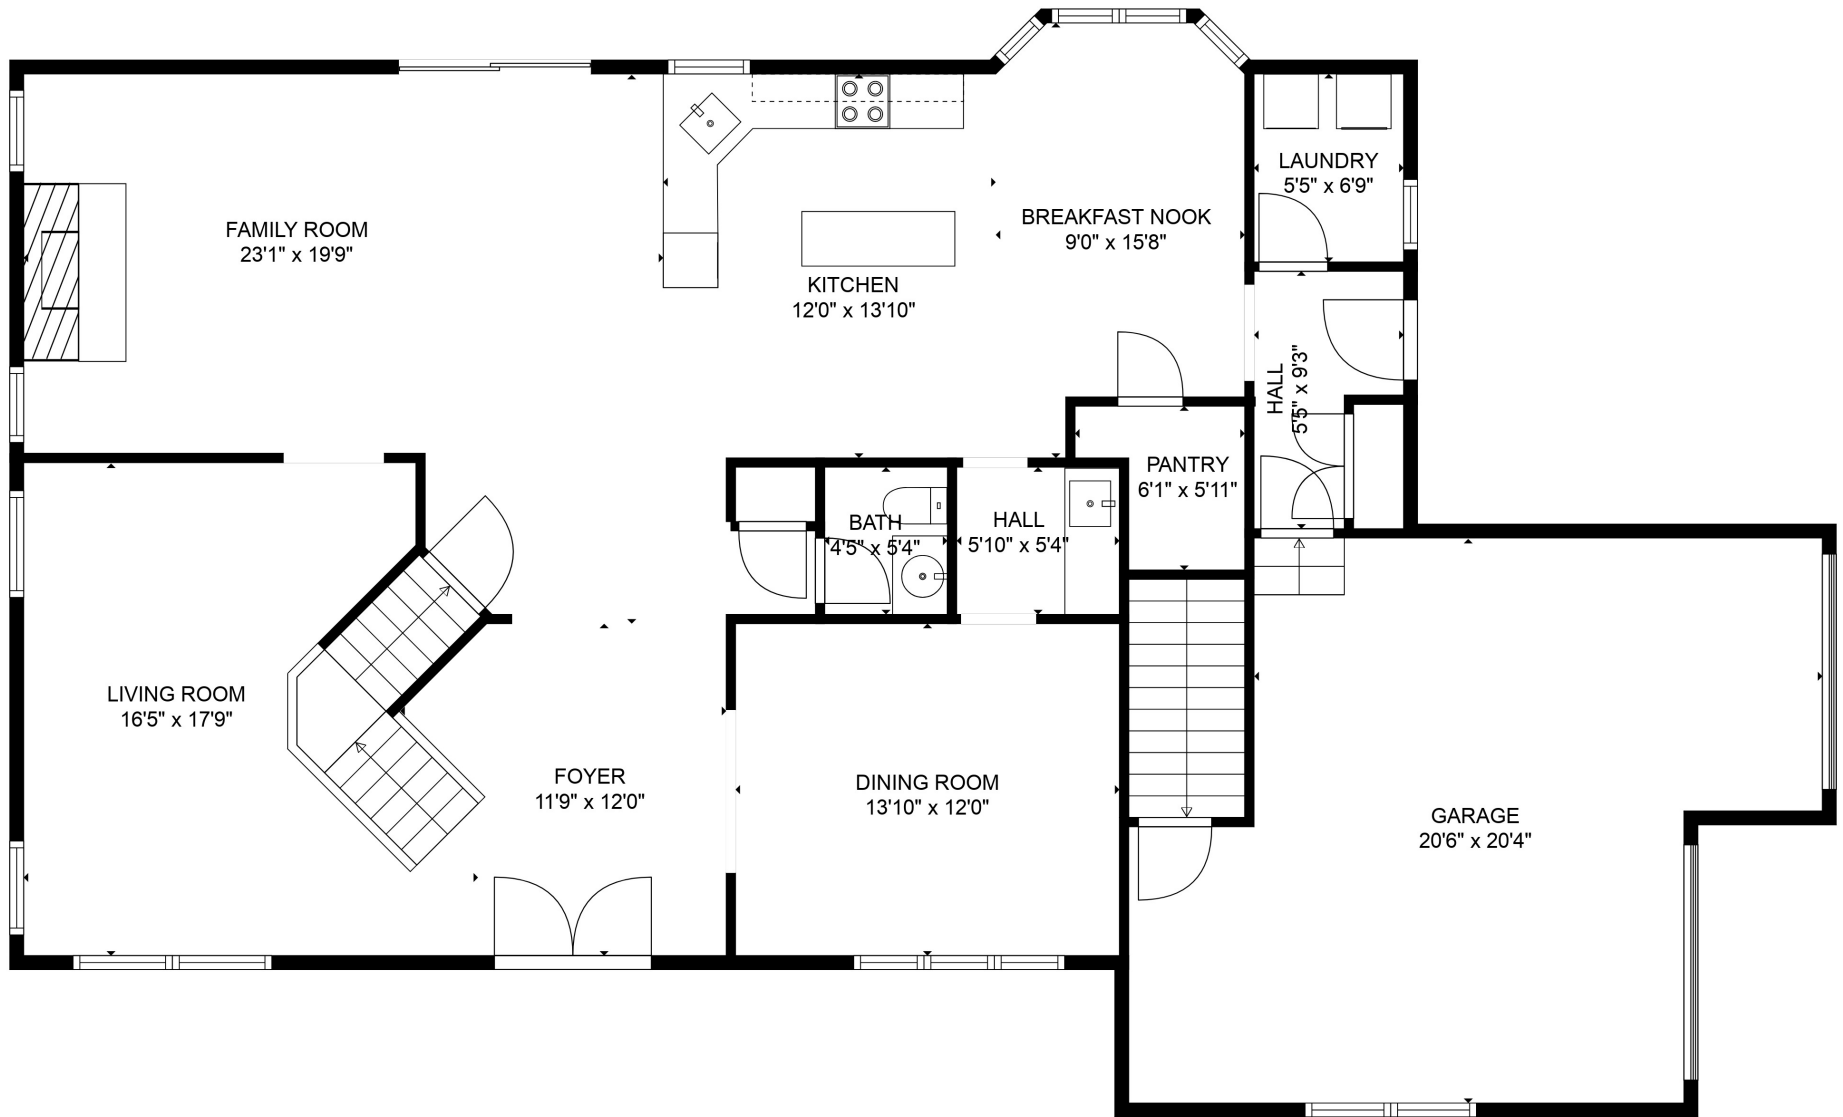 LAUNDRY
5'5" x 6'9"
BREAKFAST NOOK
9'0" x 15'8"
FAMILY ROOM
23'1" x 19'9"
KITCHEN
12'0" x 13'10"
HALL
5'5" x 9'3"
PANTRY
6'1" x 5'11"
BATH
4'5" x 5'4"
HALL
5'10" x 5'4"
LIVING ROOM
16'5" x 17'9"
FOYER
11'9" x 12'0"
DINING ROOM
13'10" x 12'0"
GARAGE
20'6" x 20'4"